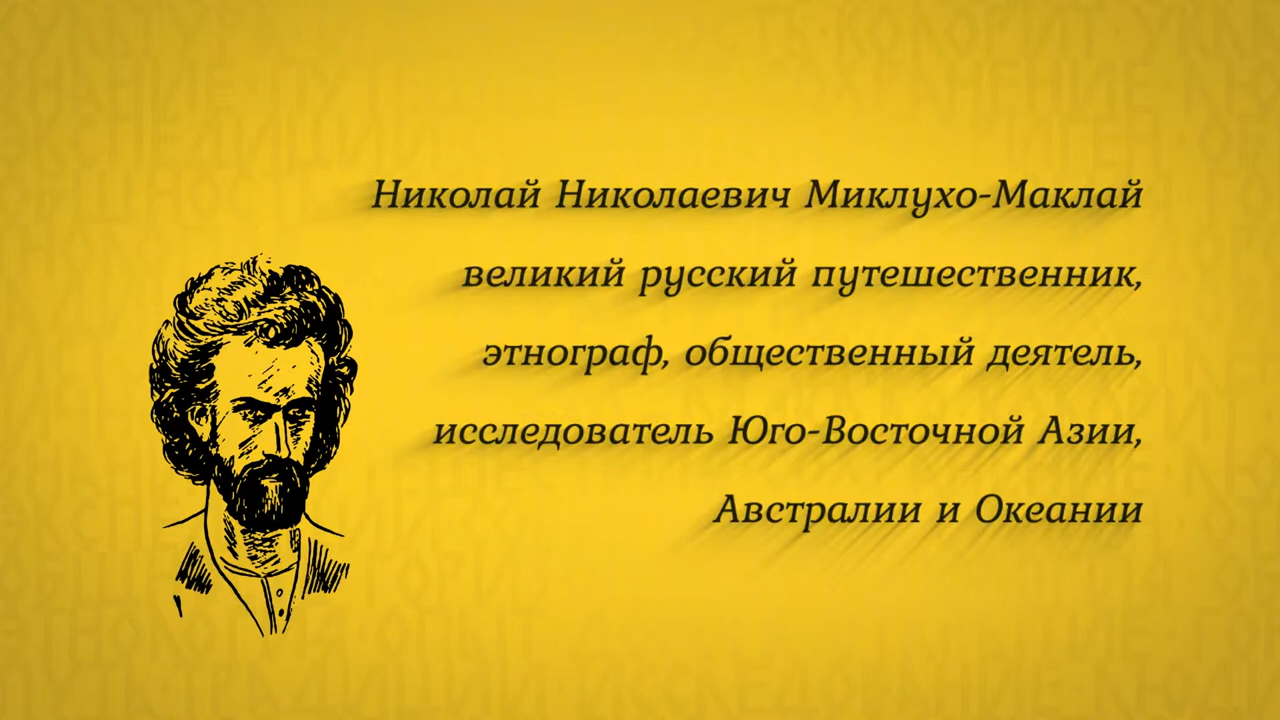 Николай Николаевич Миклухо-Маклай
великий русский путешественник,
этнограф, общественный деятель,
исследователь Юго-Восточной Азии,
Австралии и Океании